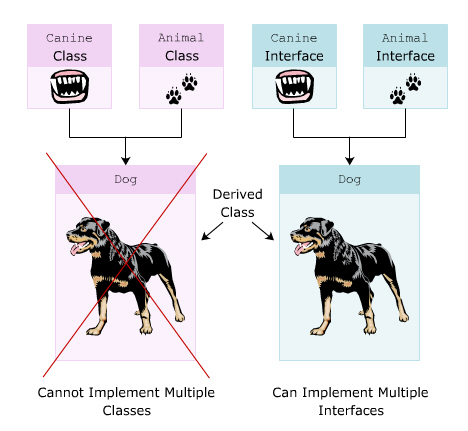 Canine
Class
Animal
Class
Canine
Interface
Animal
Interface
Dog
Dog
Derived
Class
Cannot Implement Multiple
Classes
Can Implement Multiple
Interfaces